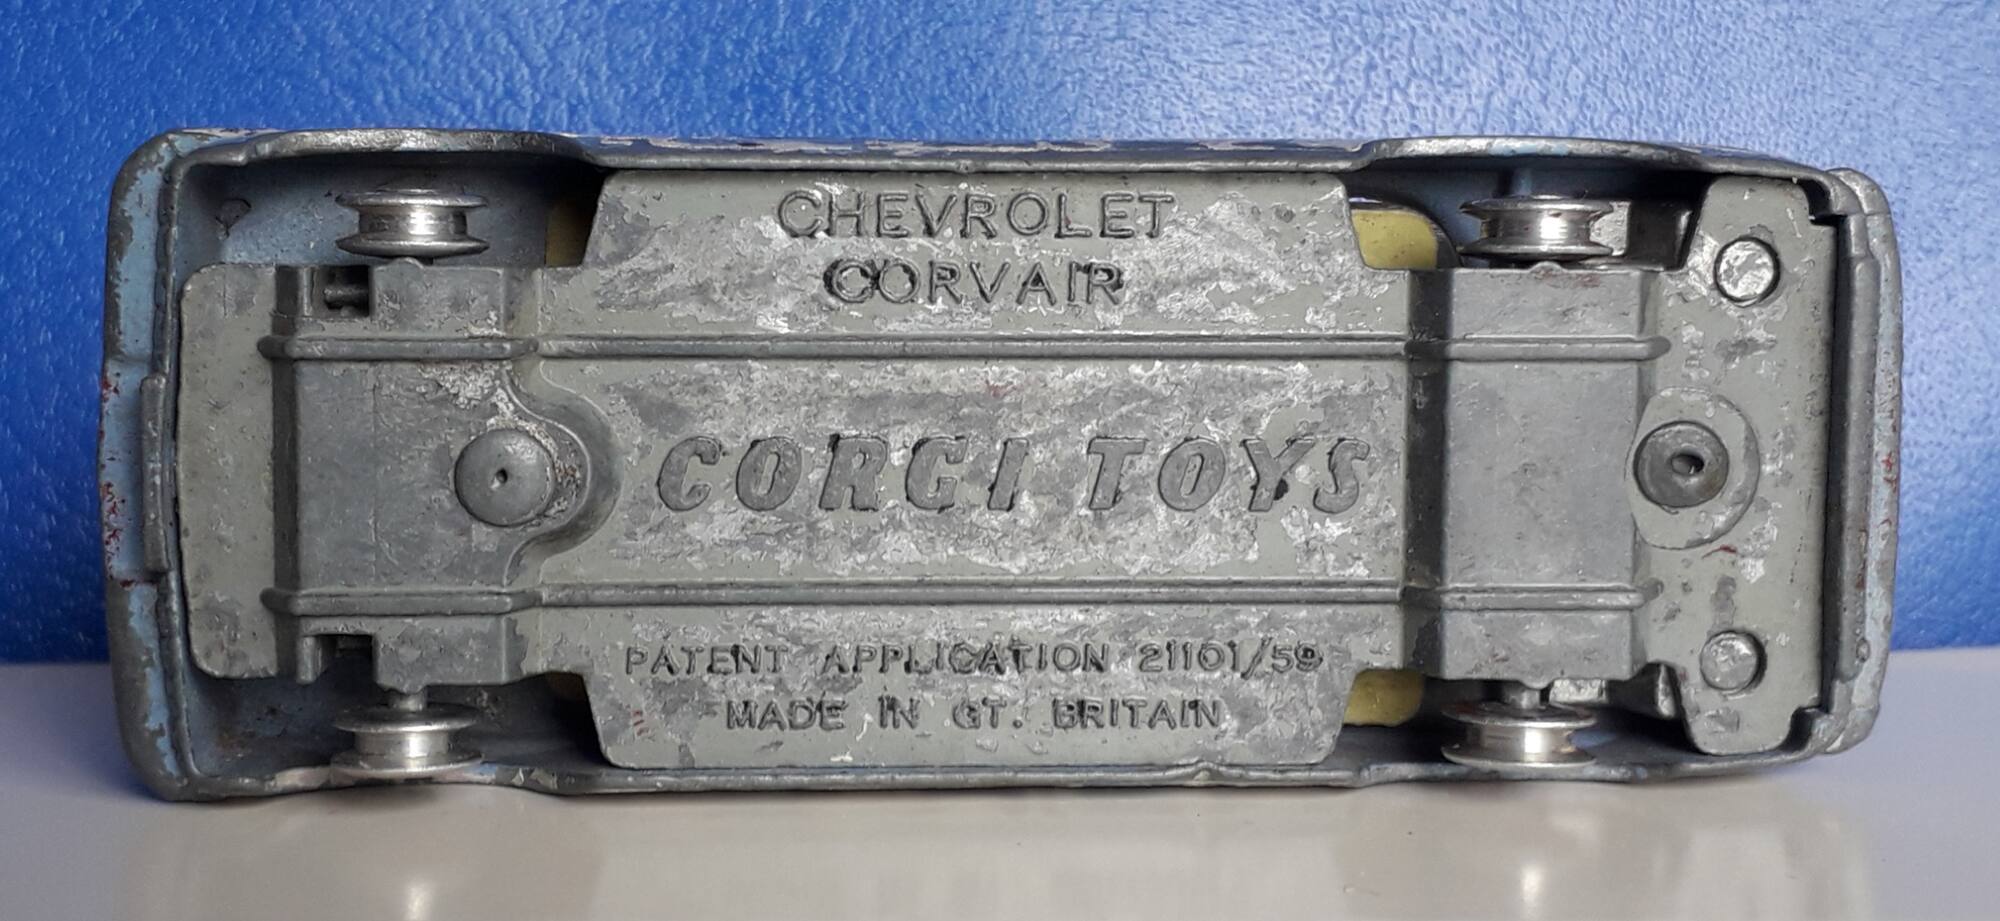 CHEVROLET
CORVAIR
CORGI TOYS
PATENT APPLICATION 21101/59
MADE IN GT. BRITAIN